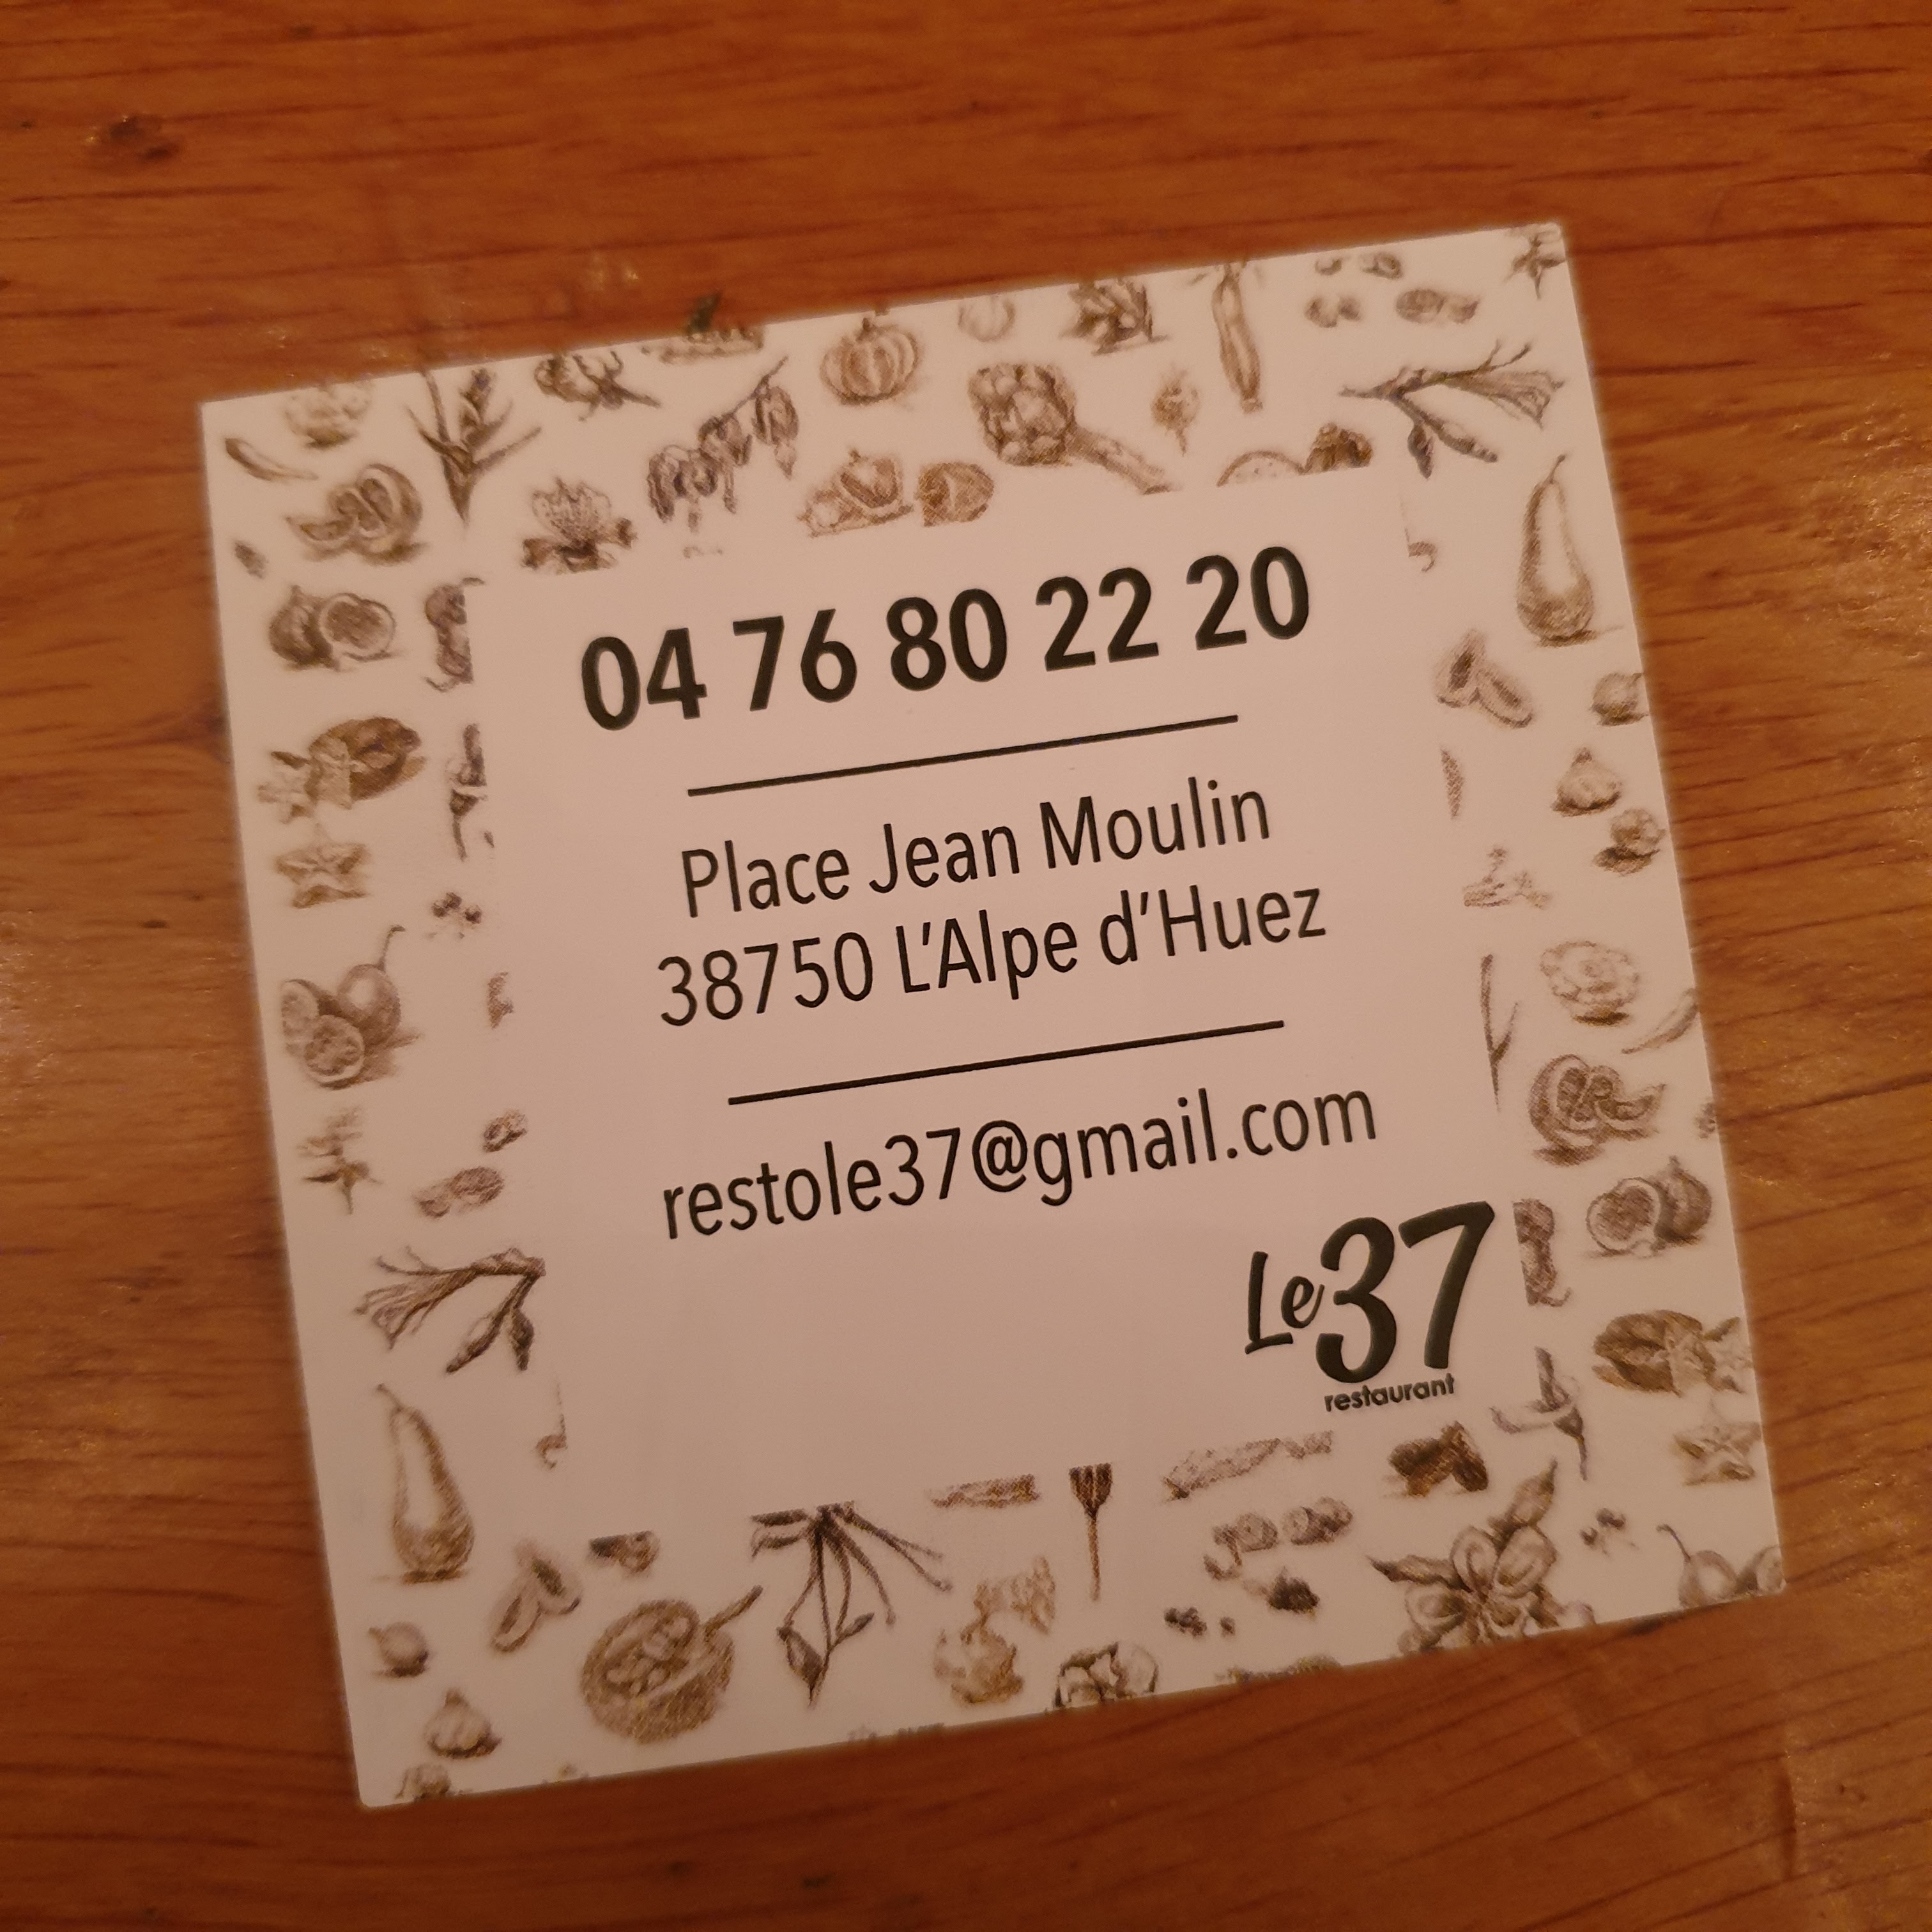 04 76 80 22 20
Place Jean Moulin
38750 L'Alpe d'Huez
restole37@gmail.com
Le 37
restaurant